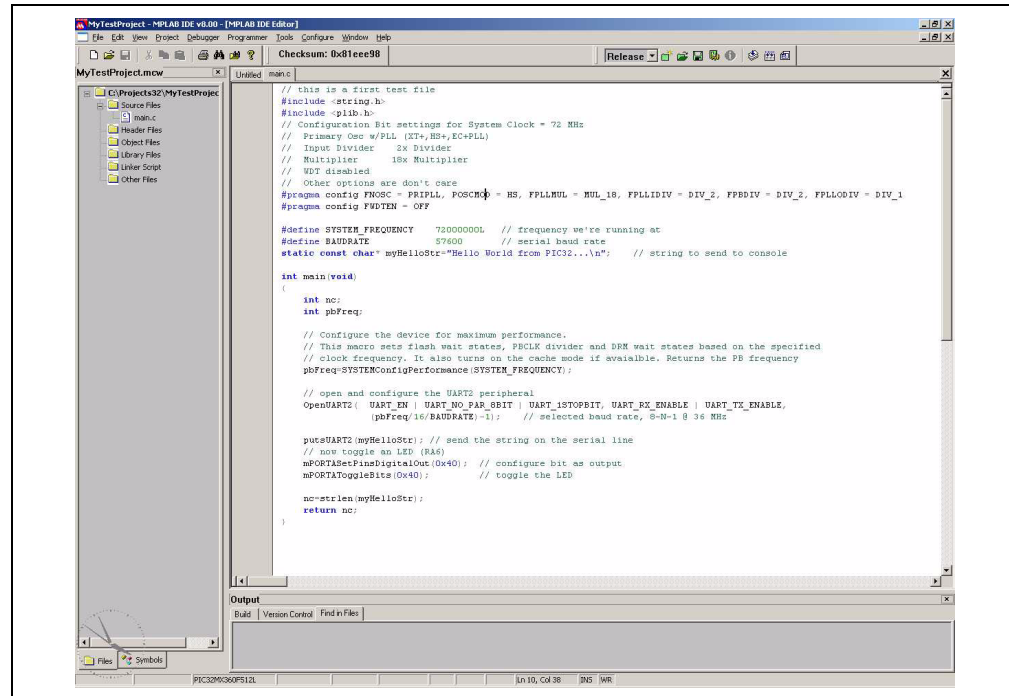 MyTestProject - MPLAB IDE v8.00 - [MPLAB IDE Editor]
File Edit View Project Debugger Programmer Tools Configure Window Help
Checksum: 0x81eee98
Release
MyTestProject.mcw
C:\Projects32\MyTestProjec
Source Files
main.c
Header Files
Object Files
Library Files
Linker Script
Other Files
Files Symbols
Untitled main.c
// this is a first test file
#include <string.h>
#include <plib.h>
// Configuration Bit settings for System Clock = 72 MHz
// Primary Osc w/PLL (XT+,HS+,EC+PLL)
// Input Divider 2x Divider
// Multiplier 18x Multiplier
// WDT disabled
// Other options are don't care
#pragma config FNOSC = PRIPLL, POSCMOD = HS, FPLLMUL = MUL_18, FPLLIDIV = DIV_2, FPBDIV = DIV_2, FPLLODIV = DIV_1
#pragma config FWDTEN = OFF
#define SYSTEM_FREQUENCY 72000000L // frequency we're running at
#define BAUDRATE 57600 // serial baud rate
static const char* myHelloStr="Hello World from PIC32...\n"; // string to send to console
int main(void)
{
int nc;
int pbFreq;
// Configure the device for maximum performance.
// This macro sets flash wait states, PBCLK divider and DRM wait states based on the specified
// clock frequency. It also turns on the cache mode if avaialble. Returns the PB frequency
pbFreq=SYSTEMConfigPerformance(SYSTEM_FREQUENCY);
// open and configure the UART2 peripheral
OpenUART2( UART_EN | UART_NO_PAR_8BIT | UART_1STOPBIT, UART_RX_ENABLE | UART_TX_ENABLE,
(pbFreq/16/BAUDRATE)-1); // selected baud rate, 8-N-1 @ 36 MHz
putsUART2(myHelloStr); // send the string on the serial line
// now toggle an LED (RA6)
mPORTASetPinsDigitalOut(0x40); // configure bit as output
mPORTAToggleBits(0x40); // toggle the LED
nc=strlen(myHelloStr);
return nc;
}
Output
Build Version Control Find in Files
PIC32MX360F512L Ln 10, Col 38 INS WR